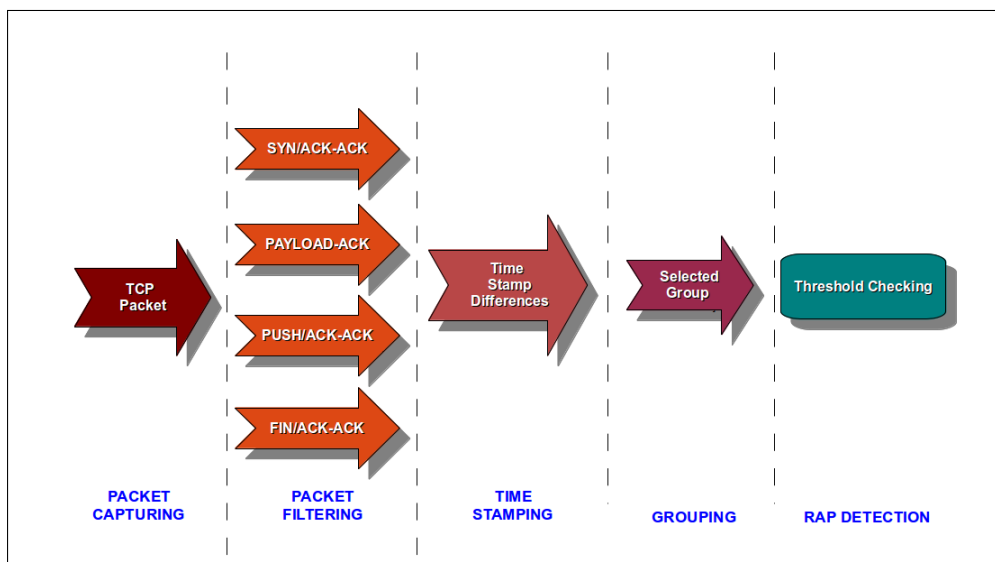 SYN/ACK-ACK
PAYLOAD-ACK
TCP
Packet
Time
Stamp
Differences
Selected
Group
Threshold Checking
PUSH/ACK-ACK
FIN/ACK-ACK
PACKET
CAPTURING
PACKET
FILTERING
TIME
STAMPING
GROUPING
RAP DETECTION